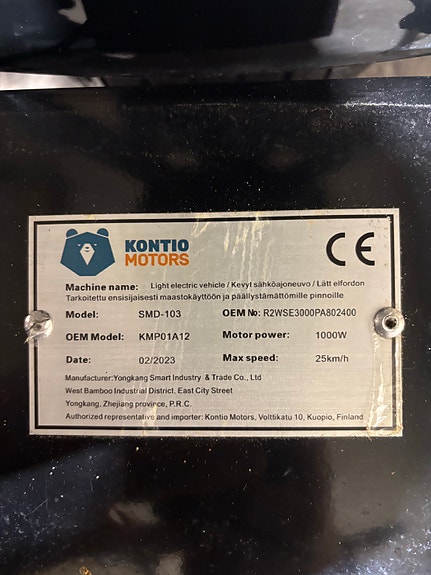 KONTIO
MOTORS
CE
Machine name: Light electric vehicle / Kevyt sähköajoneuvo / Lätt elfordon
Tarkoitettu ensisijaisesti maastokäyttöön ja päällystämättömille pinnoille
Model: SMD-103 OEM №: R2WSE3000PA802400
OEM Model: KMP01A12 Motor power: 1000W
Date: 02/2023 Max speed: 25km/h
Manufacturer:Yongkang Smart Industry & Trade Co., Ltd
West Bamboo Industrial District, East City Street
Yongkang, Zhejiang province, P.R.C.
Authorized representative and importer: Kontio Motors, Volttikatu 10, Kuopio, Finland